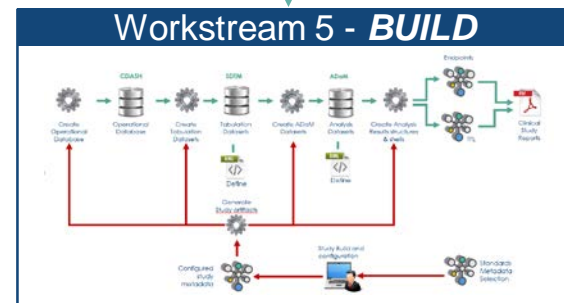 Workstream 5 - BUILD
Endpoints
CDASH
SDTM
ADaM
Create
Operational
Database
Operational
Database
Create
Tabulation
Datasets
Tabulation
Datasets
Create ADaM
Datasets
Analysis
Datasets
Create Analysis
Results structures
& shells
Clinical
Study
Reports
XML
Define
XML
Define
Generate
Study artifacts
Configured
study
metadata
Study Build and
configuration
Standards
Metadata
Selection